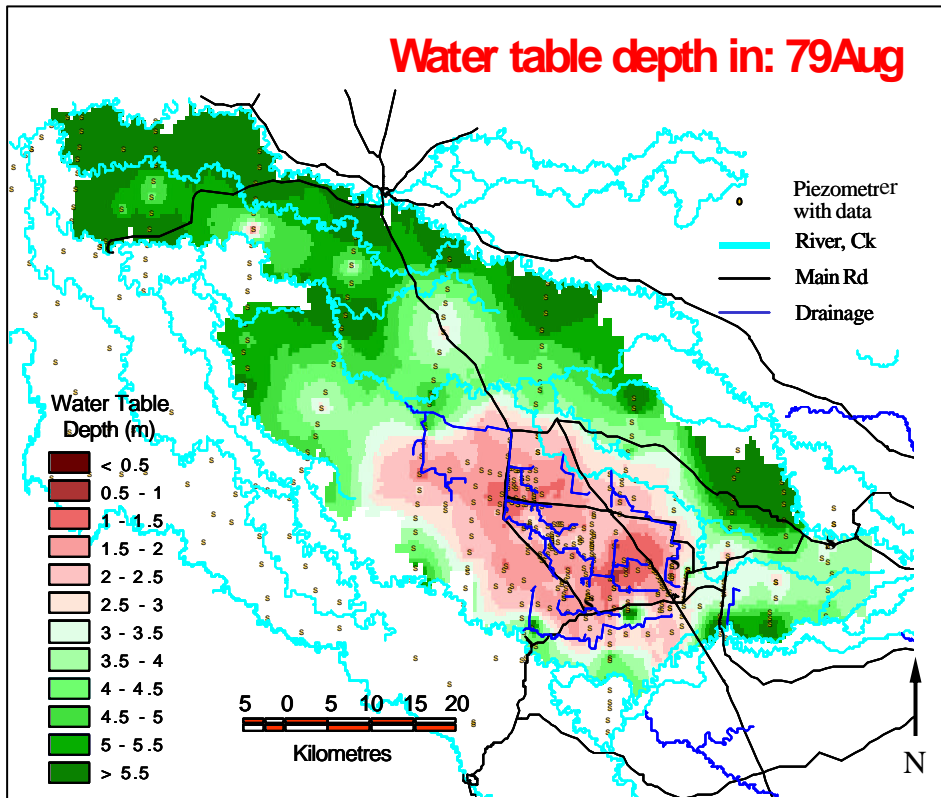 Water table depth in: 79Aug
Piezometrer
with data
River, Ck
Main Rd
Drainage
Water Table
Depth (m)
< 0.5
0.5 - 1
1 - 1.5
1.5 - 2
2 - 2.5
2.5 - 3
3 - 3.5
3.5 - 4
4 - 4.5
4.5 - 5
5 - 5.5
> 5.5
5 0 5 10 15 20
Kilometres
N